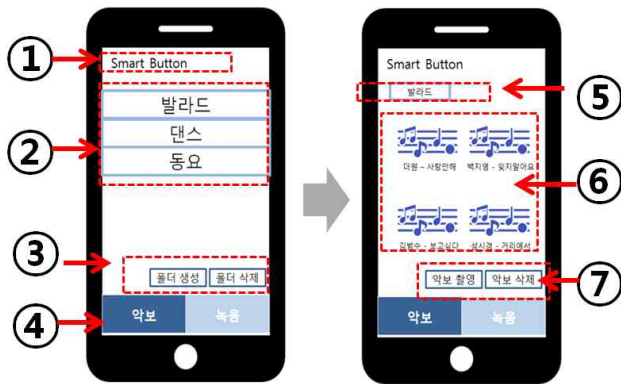 ① Smart Button
② 발라드
댄스
동요
③ 폴더 생성 폴더 삭제
④ 악보 녹음
Smart Button
발라드 ⑤
더원 - 사랑안해 백지영 - 잊지말아요
⑥
김범수 - 보고싶다 성시경 - 거리에서
악보 촬영 악보 삭제 ⑦
악보 녹음